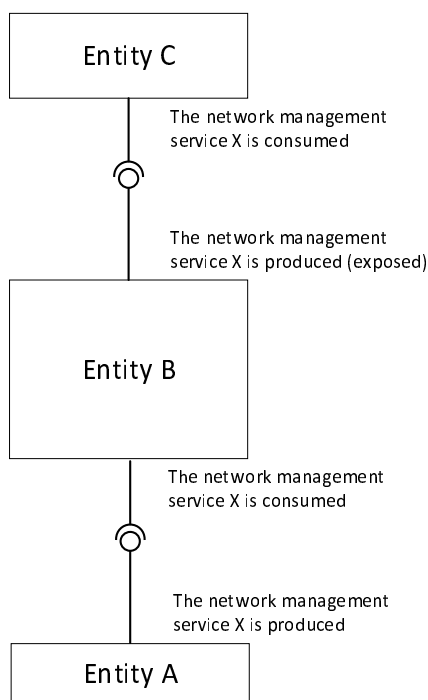 Entity C
The network management
service X is consumed
The network management
service X is produced (exposed)
Entity B
The network management
service X is consumed
The network management
service X is produced
Entity A